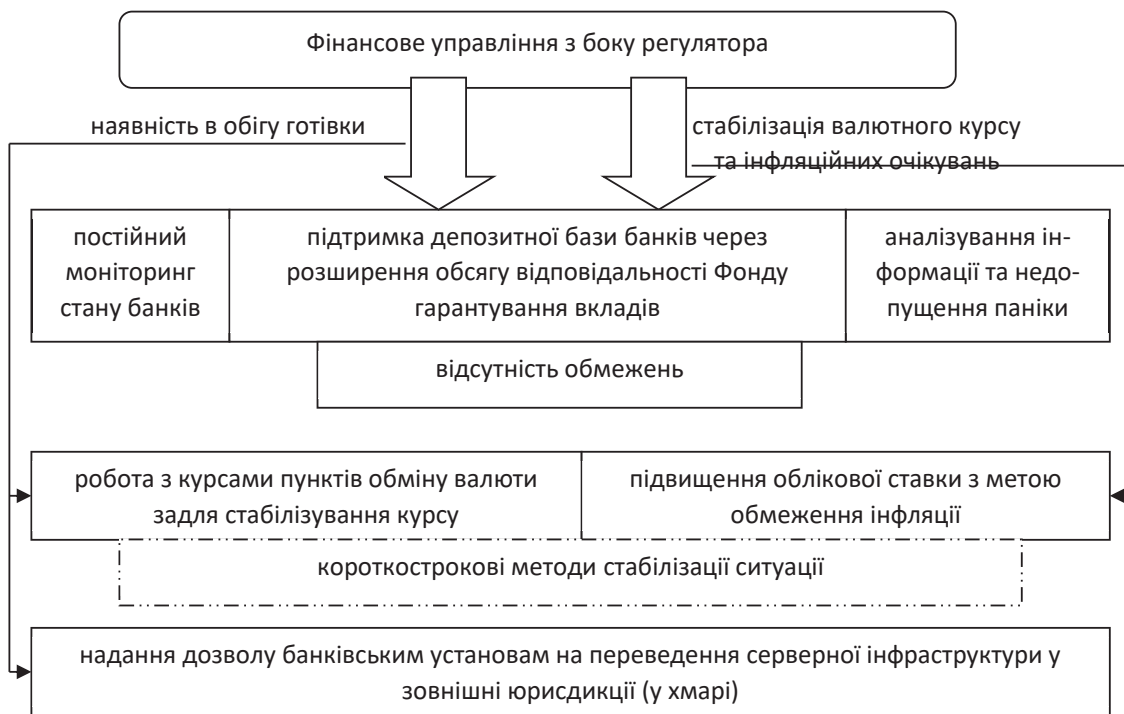 Фінансове управління з боку регулятора
наявність в обігу готівки
стабілізація валютного курсу
та інфляційних очікувань
постійний
моніторинг
стану банків
підтримка депозитної бази банків через
розширення обсягу відповідальності Фонду
гарантування вкладів
аналізування ін-
формації та недо-
пущення паніки
відсутність обмежень
робота з курсами пунктів обміну валюти
задля стабілізування курсу
підвищення облікової ставки з метою
обмеження інфляції
короткострокові методи стабілізації ситуації
надання дозволу банківським установам на переведення серверної інфраструктури у
зовнішні юрисдикції (у хмарі)